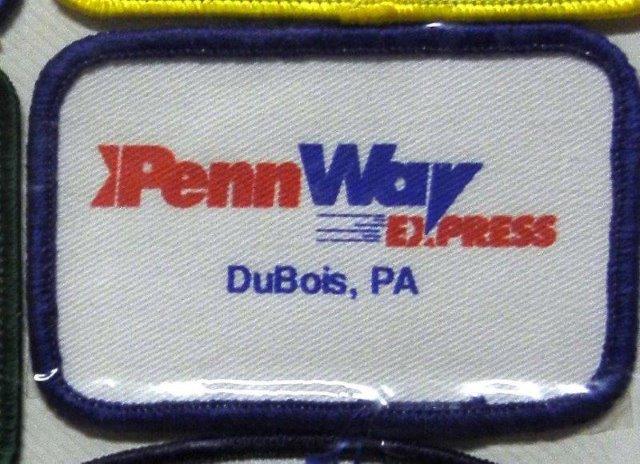 PennWay
EXPRESS
DuBois, PA